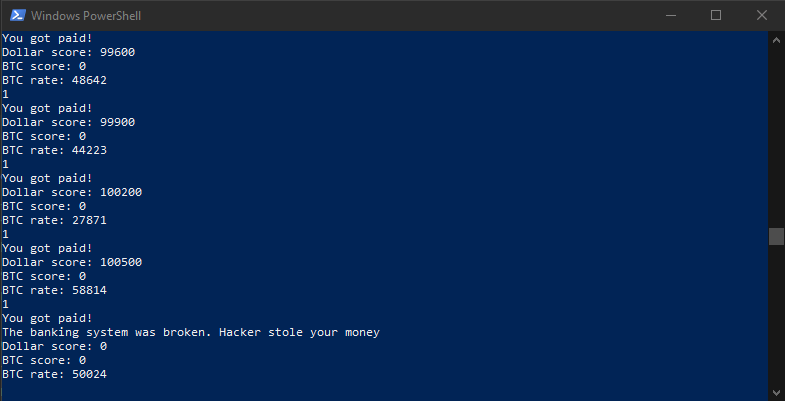 Windows PowerShell
You got paid!
Dollar score: 99600
BTC score: 0
BTC rate: 48642
1
You got paid!
Dollar score: 99900
BTC score: 0
BTC rate: 44223
1
You got paid!
Dollar score: 100200
BTC score: 0
BTC rate: 27871
1
You got paid!
Dollar score: 100500
BTC score: 0
BTC rate: 58814
1
You got paid!
The banking system was broken. Hacker stole your money
Dollar score: 0
BTC score: 0
BTC rate: 50024